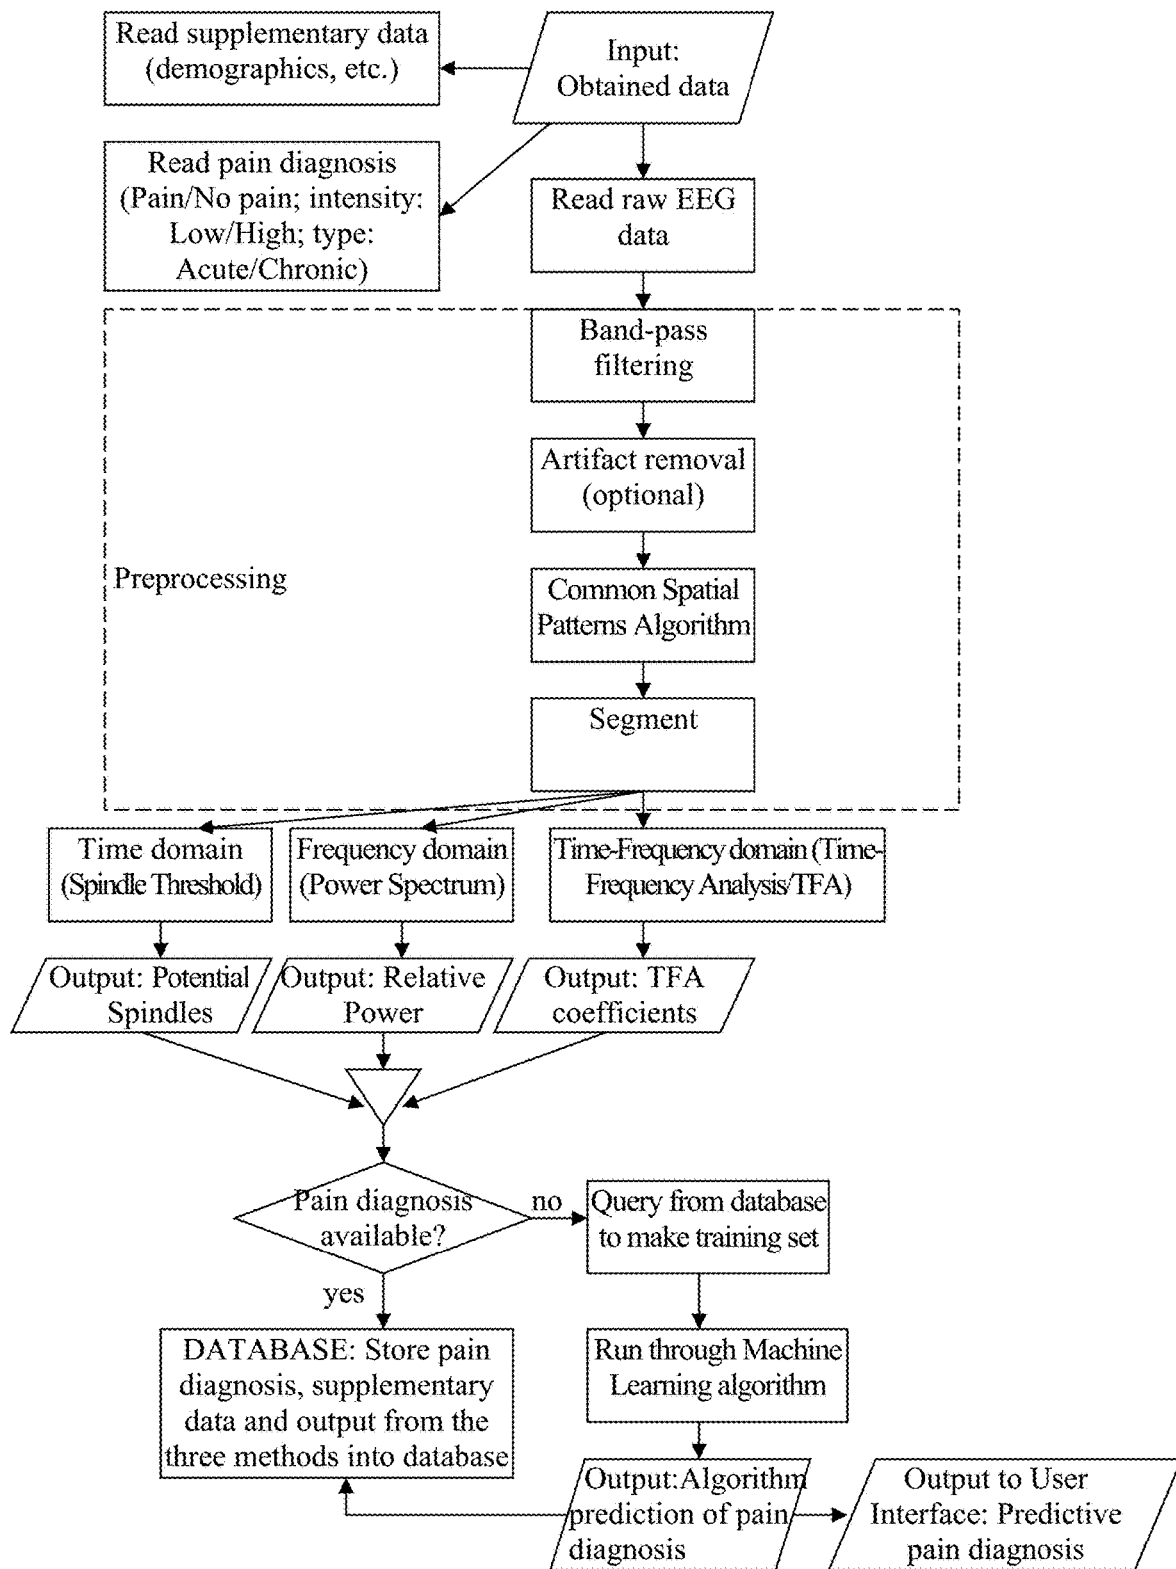 Read supplementary data
(demographics, etc.)
Input:
Obtained data
Read pain diagnosis
(Pain/No pain; intensity:
Low/High; type:
Acute/Chronic)
Read raw EEG
data
Band-pass
filtering
Artifact removal
(optional)
Preprocessing
Common Spatial
Patterns Algorithm
Segment
Time domain
(Spindle Threshold)
Frequency domain
(Power Spectrum)
Time-Frequency domain (Time-
Frequency Analysis/TFA)
Output: Potential
Spindles
Output: Relative
Power
Output: TFA
coefficients
Pain diagnosis
available?
no
Query from database
to make training set
yes
DATABASE: Store pain
diagnosis, supplementary
data and output from the
three methods into database
Run through Machine
Learning algorithm
Output:Algorithm
prediction of pain
diagnosis
Output to User
Interface: Predictive
pain diagnosis